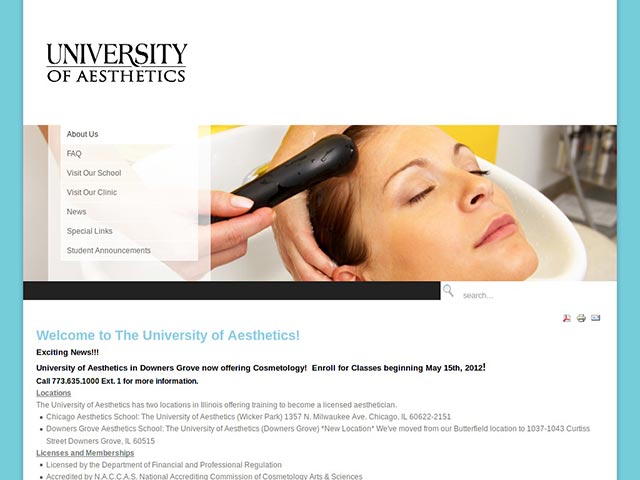 UNIVERSITY
OF AESTHETICS
About Us
FAQ
Visit Our School
Visit Our Clinic
News
Special Links
Student Announcements
search...
Welcome to The University of Aesthetics!
Exciting News!!!
University of Aesthetics in Downers Grove now offering Cosmetology!  Enroll for Classes beginning May 15th, 2012!
Call 773.635.1000 Ext. 1 for more information.
Locations
The University of Aesthetics has two locations in Illinois offering training to become a licensed aesthetician.
Chicago Aesthetics School: The University of Aesthetics (Wicker Park) 1357 N. Milwaukee Ave. Chicago, IL 60622-2151
Downers Grove Aesthetics School: The University of Aesthetics (Downers Grove) *New Location* We've moved from our Butterfield location to 1037-1043 Curtiss
Street Downers Grove, IL 60515
Licenses and Memberships
Licensed by the Department of Financial and Professional Regulation
Accredited by N.A.C.C.A.S. National Accrediting Commission of Cosmetology Arts & Sciences